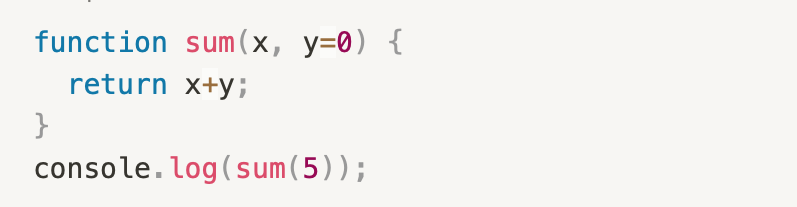 function sum(x, y=0) {
  return x+y;
}
console.log(sum(5));